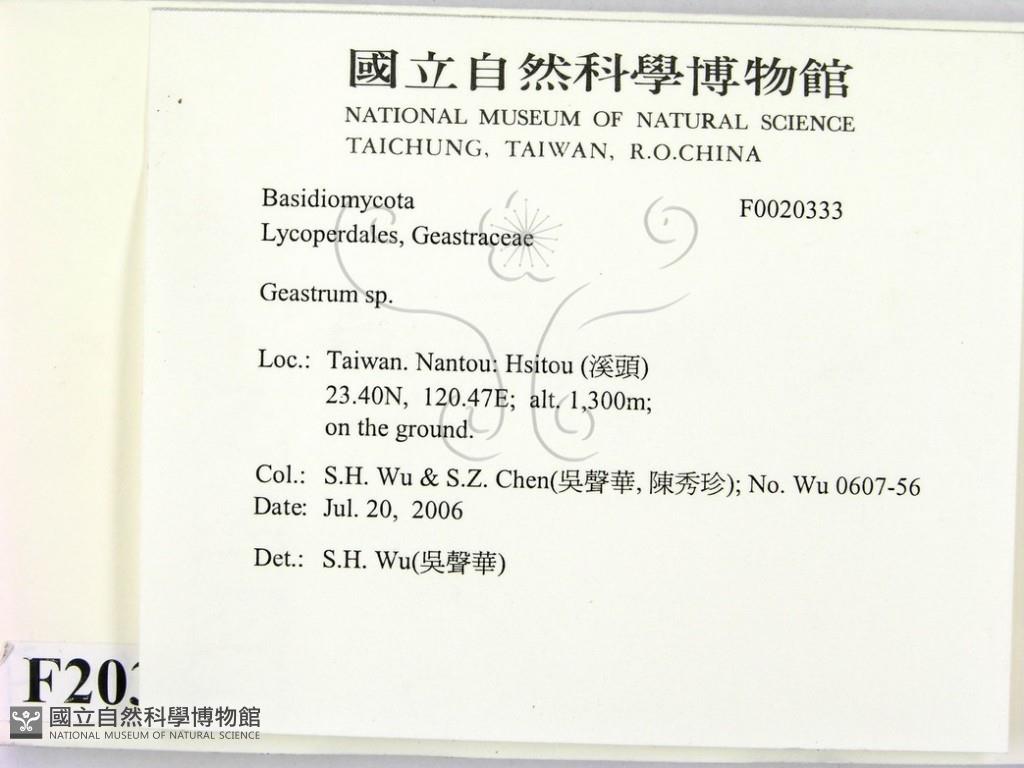 國立自然科學博物館
NATIONAL MUSEUM OF NATURAL SCIENCE
TAICHUNG, TAIWAN, R.O.CHINA
Basidiomycota F0020333
Lycoperdales, Geastraceae
Geastrum sp.
Loc.: Taiwan. Nantou: Hsitou (溪頭)
23.40N, 120.47E; alt. 1,300m;
on the ground.
Col.: S.H. Wu & S.Z. Chen(吳聲華, 陳秀珍); No. Wu 0607-56
Date: Jul. 20, 2006
Det.: S.H. Wu(吳聲華)
F203
國立自然科學博物館
NATIONAL MUSEUM OF NATURAL SCIENCE